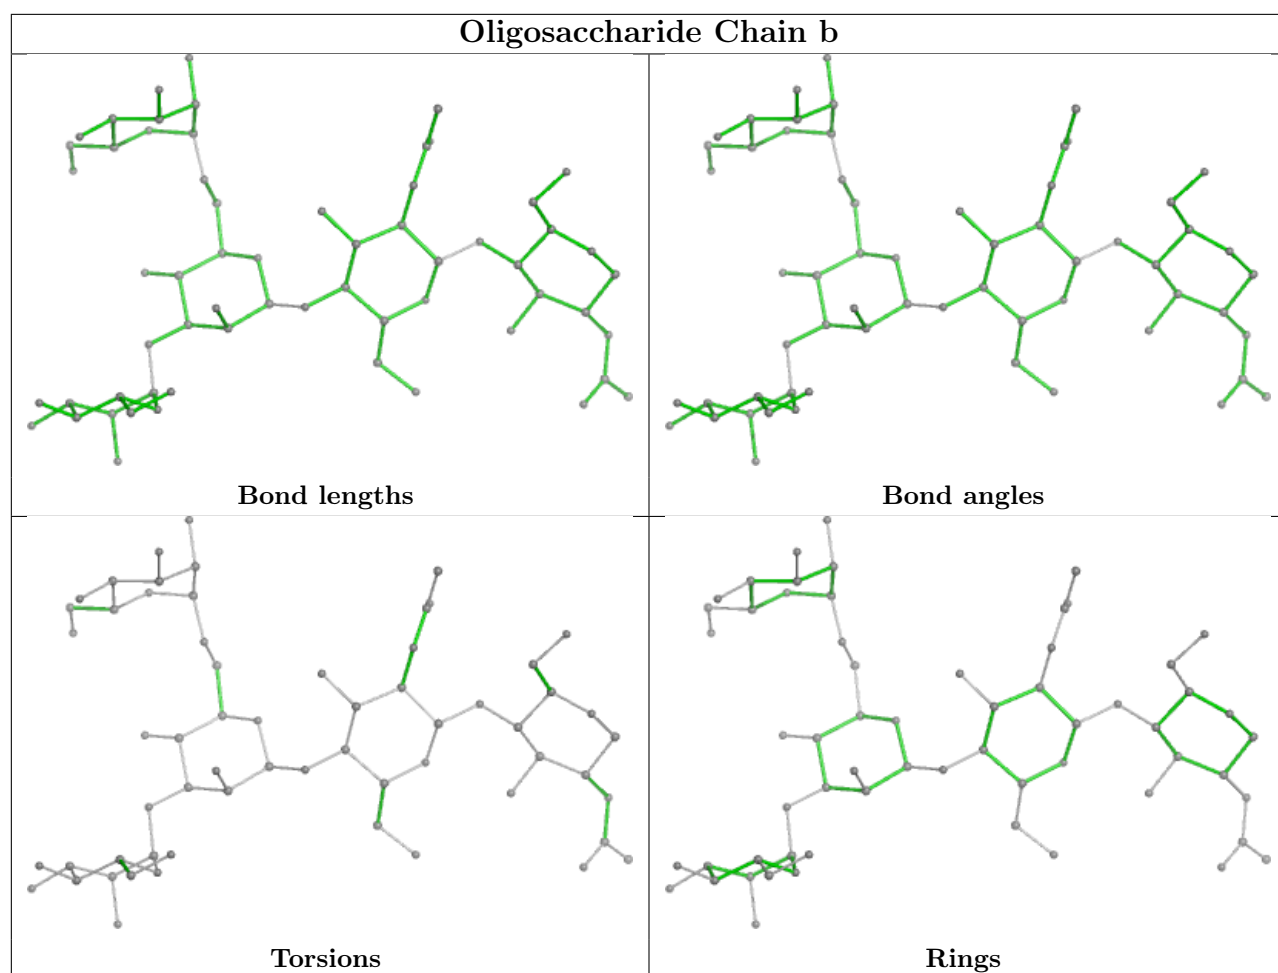 Oligosaccharide Chain b
Bond lengths
Bond angles
Torsions
Rings